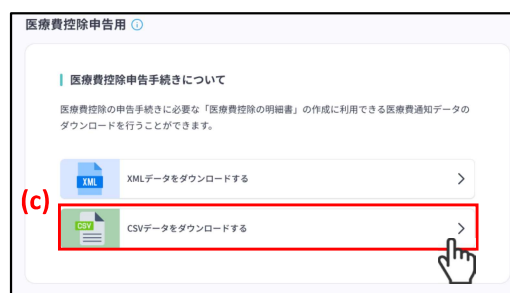 医療費控除申告用
医療費控除申告手続きについて
医療費控除の申告手続きに必要な「医療費控除の明細書」の作成に利用できる医療費通知データの
ダウンロードを行うことができます。
XML XMLデータをダウンロードする
(c)
CSV CSVデータをダウンロードする